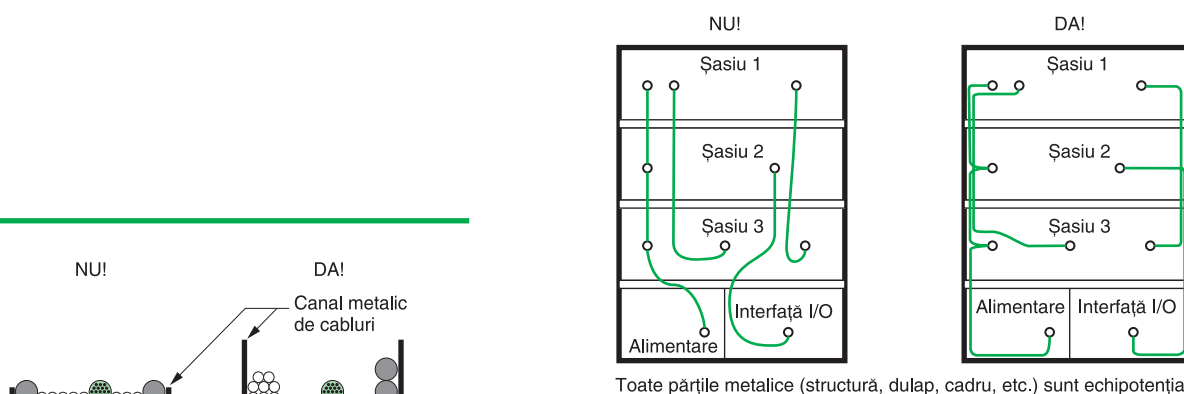 NU!
DA!
Șasiu 1
Șasiu 2
Șasiu 3
Alimentare
Interfață I/O
Șasiu 1
Șasiu 2
Șasiu 3
Alimentare
Interfață I/O
NU!
DA!
Canal metalic
de cabluri
Toate părțile metalice (structură, dulap, cadru, etc.) sunt